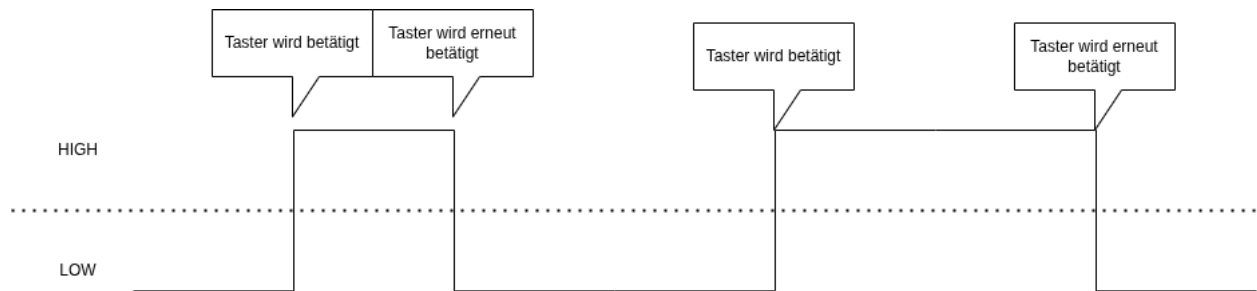 Taster wird betätigt
Taster wird erneut
betätigt
Taster wird betätigt
Taster wird erneut
betätigt
HIGH
LOW